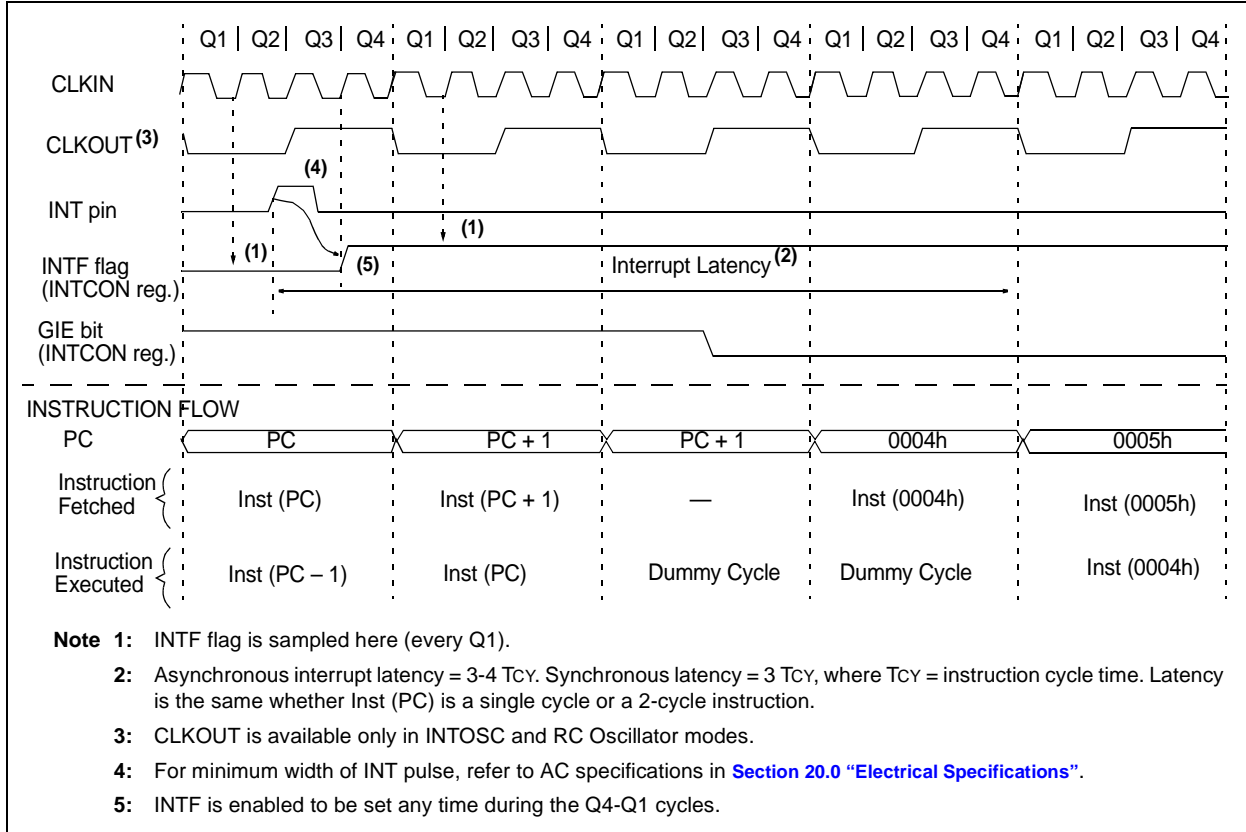 Q1 | Q2 | Q3 | Q4 Q1 | Q2 | Q3 | Q4 Q1 | Q2 | Q3 | Q4 Q1 | Q2 | Q3 | Q4 Q1 | Q2 | Q3 | Q4
CLKIN
CLKOUT (3)
(4)
INT pin
(1)
(1)
(5)
INTF flag
(INTCON reg.)
Interrupt Latency (2)
GIE bit
(INTCON reg.)
INSTRUCTION FLOW
PC PC PC + 1 PC + 1 0004h 0005h
Instruction
Fetched
Inst (PC) Inst (PC + 1) — Inst (0004h) Inst (0005h)
Instruction
Executed
Inst (PC – 1) Inst (PC) Dummy Cycle Dummy Cycle Inst (0004h)
Note 1: INTF flag is sampled here (every Q1).
2: Asynchronous interrupt latency = 3-4 TCY. Synchronous latency = 3 TCY, where TCY = instruction cycle time. Latency
is the same whether Inst (PC) is a single cycle or a 2-cycle instruction.
3: CLKOUT is available only in INTOSC and RC Oscillator modes.
4: For minimum width of INT pulse, refer to AC specifications in Section 20.0 “Electrical Specifications”.
5: INTF is enabled to be set any time during the Q4-Q1 cycles.